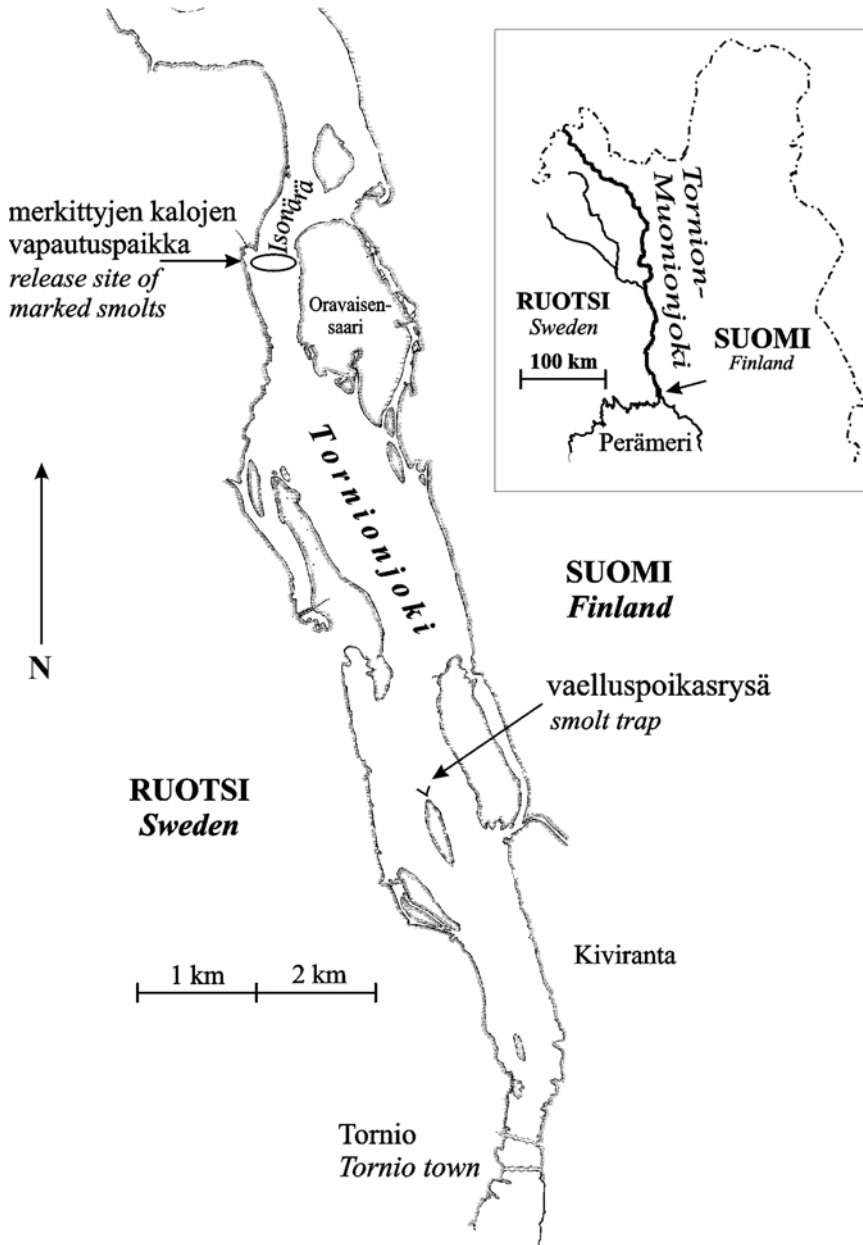 merkittyjen kalojen
vapautuspaikka
release site of
marked smolts
Isonärä
Oravaisen-
saari
Tornionjoki
N
SUOMI
Finland
vaelluspoikasrysä
smolt trap
RUOTSI
Sweden
1 km 2 km
Kiviranta
Tornio
Tornio town
Tornion-
Muonionjoki
RUOTSI
Sweden
SUOMI
Finland
100 km
Perämeri